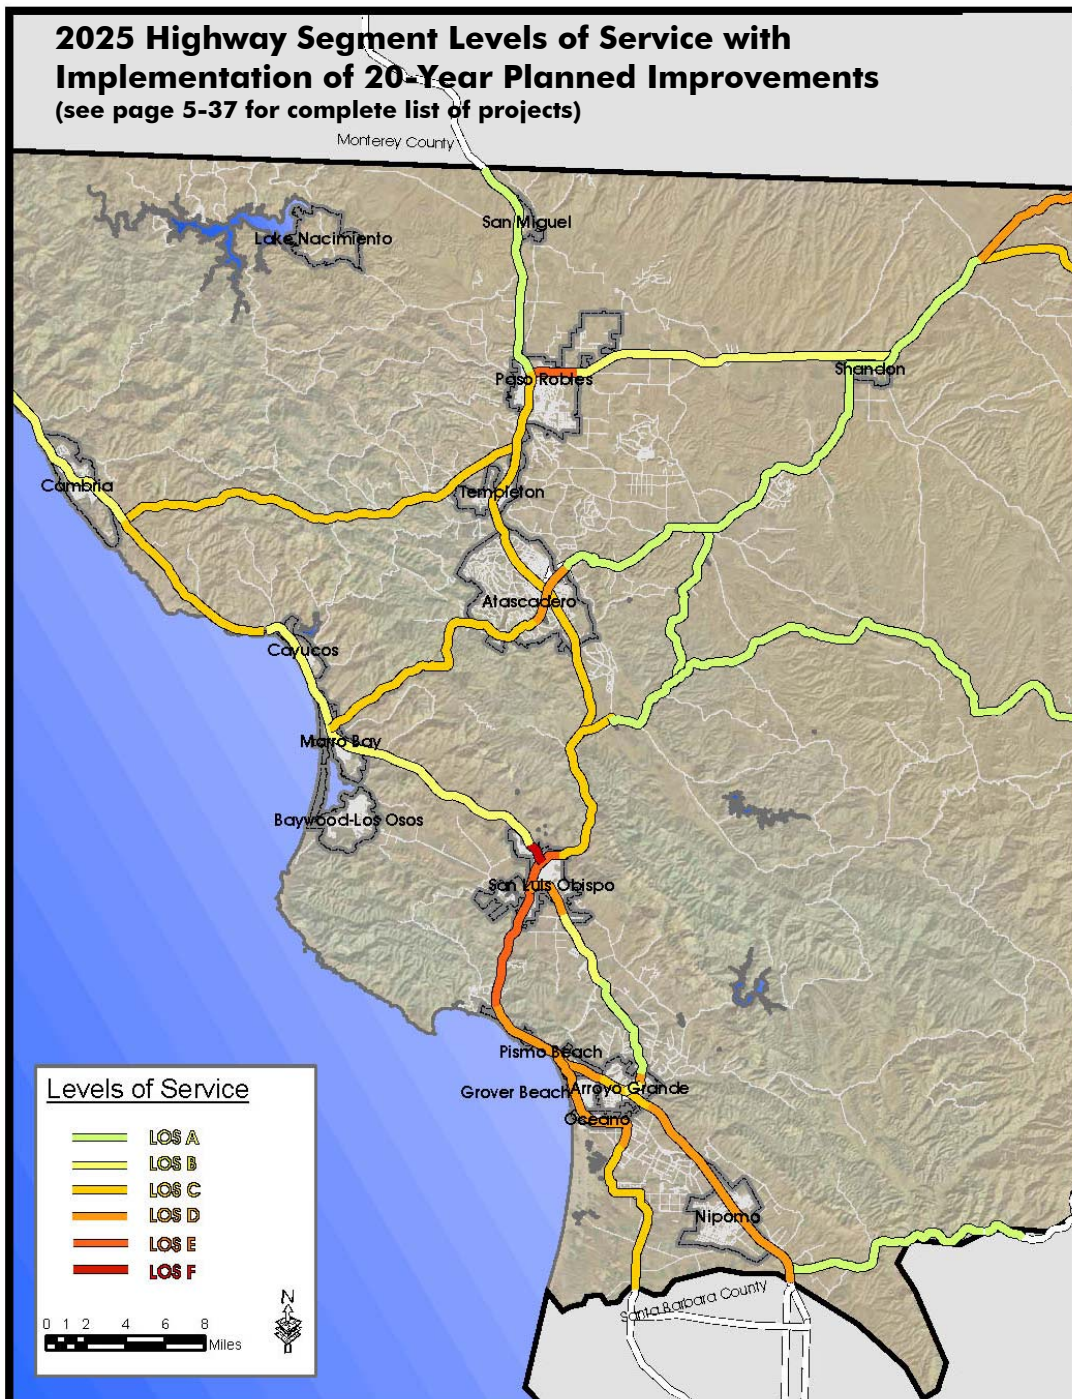 2025 Highway Segment Levels of Service with
Implementation of 20-Year Planned Improvements
(see page 5-37 for complete list of projects)
Monterey County
San Miguel
Lake Nacimiento
Paso Robles
Shandon
Cambria
Templeton
Atascadero
Cayucos
Morro Bay
Baywood-Los Osos
San Luis Obispo
Pismo Beach
Grover Beach
Arroyo Grande
Oceano
Nipomo
Santa Barbara County
Levels of Service
LOS A
LOS B
LOS C
LOS D
LOS E
LOS F
N
0 1 2 4 6 8
Miles